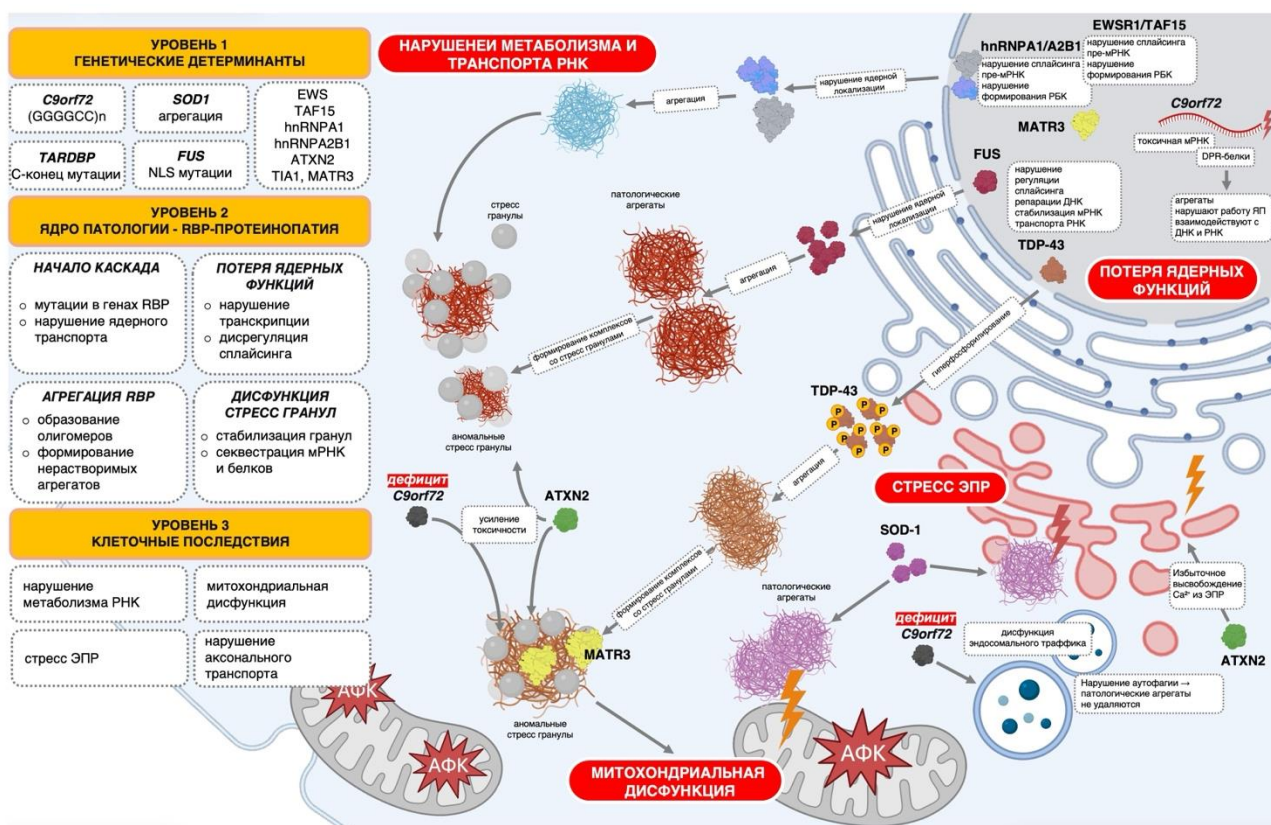 УРОВЕНЬ 1
ГЕНЕТИЧЕСКИЕ ДЕТЕРМИНАНТЫ
C9orf72
(GGGGCC)n
SOD1
агрегация
EWS
TAF15
hnRNPA1
hnRNPA2B1
ATXN2
TIA1, MATR3
TARDBP
С-конец мутации
FUS
NLS мутации
УРОВЕНЬ 2
ЯДРО ПАТОЛОГИИ - RBP-ПРОТЕИНОПАТИЯ
НАЧАЛО КАСКАДА
мутации в генах RBP
нарушение ядерного
транспорта
ПОТЕРЯ ЯДЕРНЫХ
ФУНКЦИЙ
нарушение
транскрипции
дисрегуляция
сплайсинга
АГРЕГАЦИЯ RBP
образование
олигомеров
формирование
нерастворимых
агрегатов
ДИСФУНКЦИЯ
СТРЕСС ГРАНУЛ
стабилизация гранул
секвестрация мРНК
и белков
УРОВЕНЬ 3
КЛЕТОЧНЫЕ ПОСЛЕДСТВИЯ
нарушение
метаболизма РНК
митохондриальная
дисфункция
стресс ЭПР
нарушение
аксонального
транспорта
НАРУШЕНЕИ МЕТАБОЛИЗМА И
ТРАНСПОРТА РНК
агрегация
нарушение ядерной
локализации
EWSR1/TAF15
нарушение сплайсинга
пре-мРНК
нарушение
формирования РБК
hnRNPA1/A2B1
нарушение сплайсинга
пре-мРНК
нарушение
формирования РБК
MATR3
C9orf72
токсичная мРНК
DPR-белки
агрегаты
нарушают работу ЯП
взаимодействуют с
ДНК и РНК
FUS
нарушение
регуляции
сплайсинга
репарации ДНК
стабилизация мРНК
транспорта РНК
TDP-43
ПОТЕРЯ ЯДЕРНЫХ
ФУНКЦИЙ
стресс
гранулы
патологические
агрегаты
нарушение ядерной
локализации
агрегация
формирование комплексов
со стресс гранулами
гиперфосфорилирование
аномальные
стресс гранулы
TDP-43
P
P
P
P
P
P
P
P
агрегация
СТРЕСС ЭПР
дефицит
C9orf72
усиление
токсичности
ATXN2
SOD-1
формирование комплексов
со стресс гранулами
патологические
агрегаты
MATR3
аномальные
стресс гранулы
дефицит
C9orf72
дисфункция
эндосомального траффика
Избыточное
высвобождение
Ca²⁺ из ЭПР
ATXN2
Нарушение аутофагии →
патологические агрегаты
не удаляются
АФК
АФК
АФК
МИТОХОНДРИАЛЬНАЯ
ДИСФУНКЦИЯ